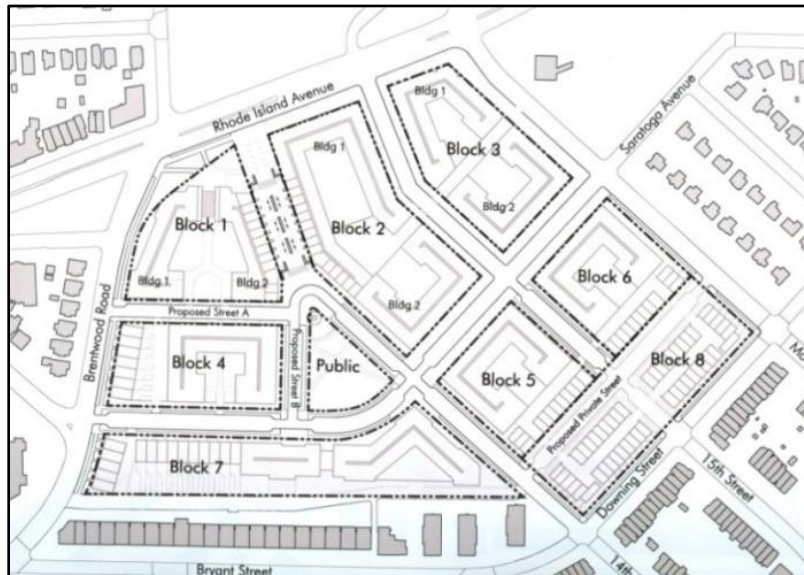 Rhode Island Avenue
Bldg 1
Block 3
Bldg 2
Saratoga Avenue
Bldg 1
Block 2
Bldg.2
Block 1
Bldg.1
Bldg.2
Brentwood Road
Proposed Street A
Block 4
Proposed Street B
Public
Block 6
Block 5
Block 8
Proposed Private Street
Block 7
Downing Street
15th Street
14th
Bryant Street